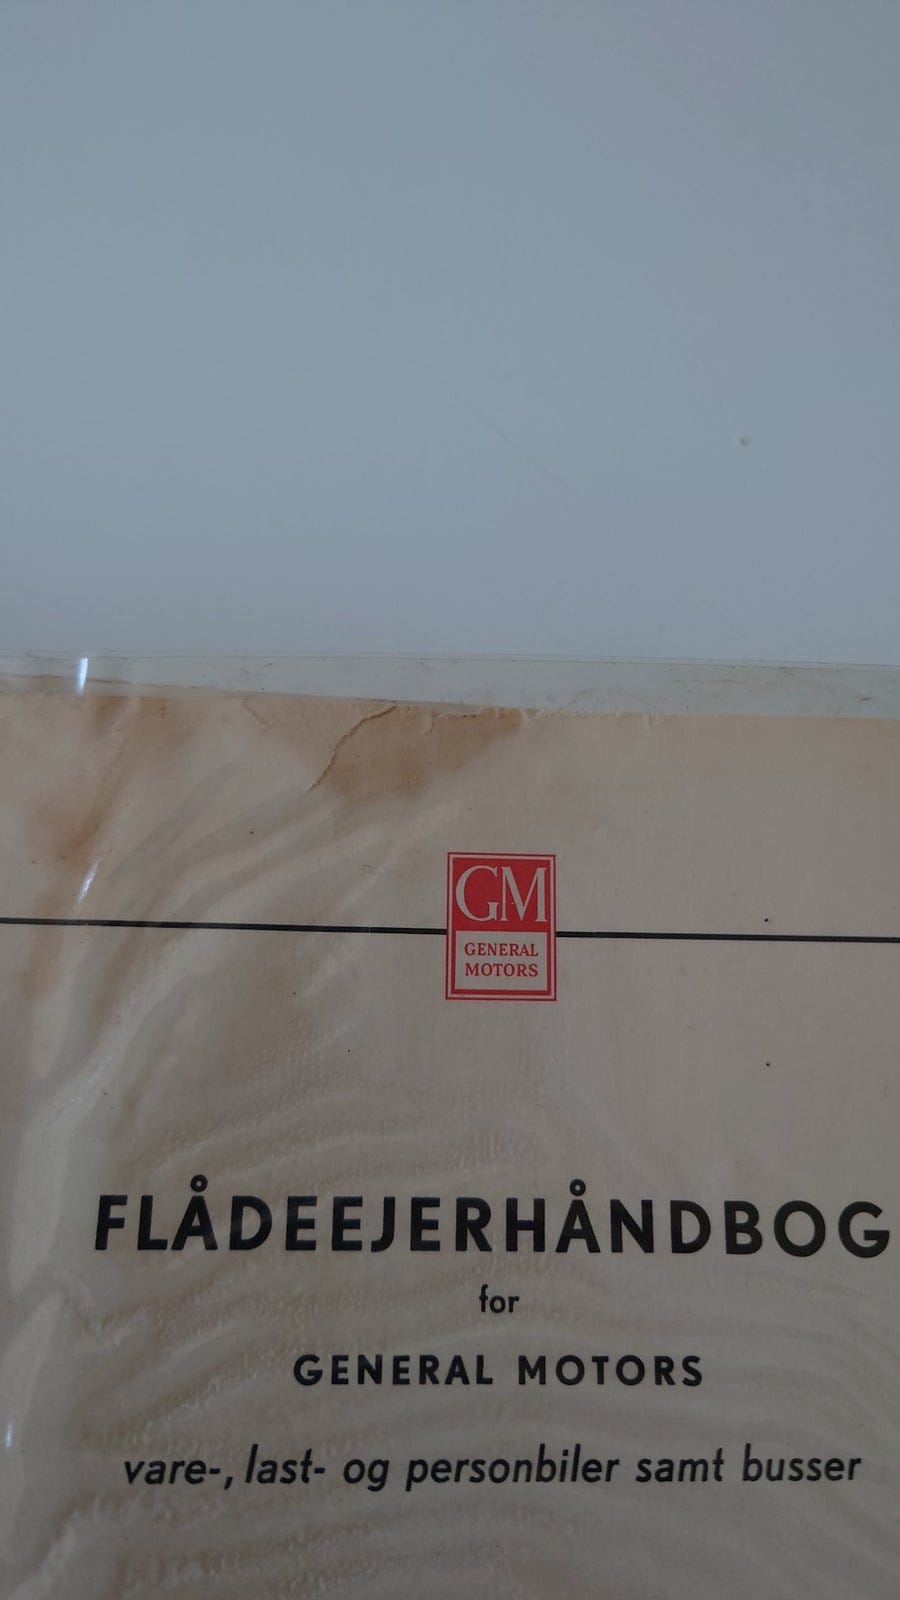 GM
GENERAL
MOTORS
FLÅDEEJERHÅNDBOG
for
GENERAL MOTORS
vare-, last- og personbiler samt busser